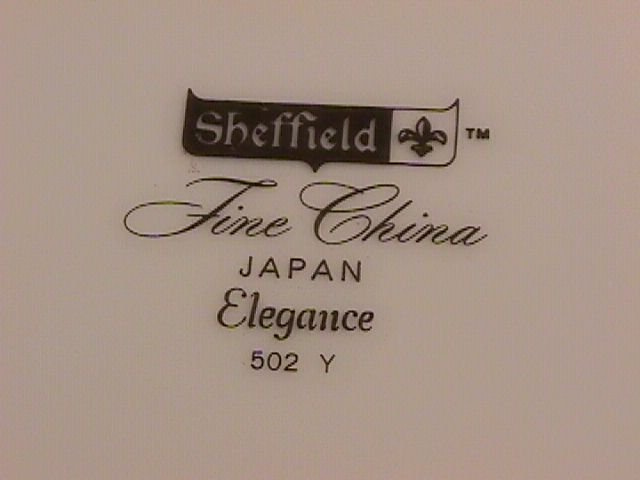 Sheffield ™
Fine China
JAPAN
Elegance
502 Y